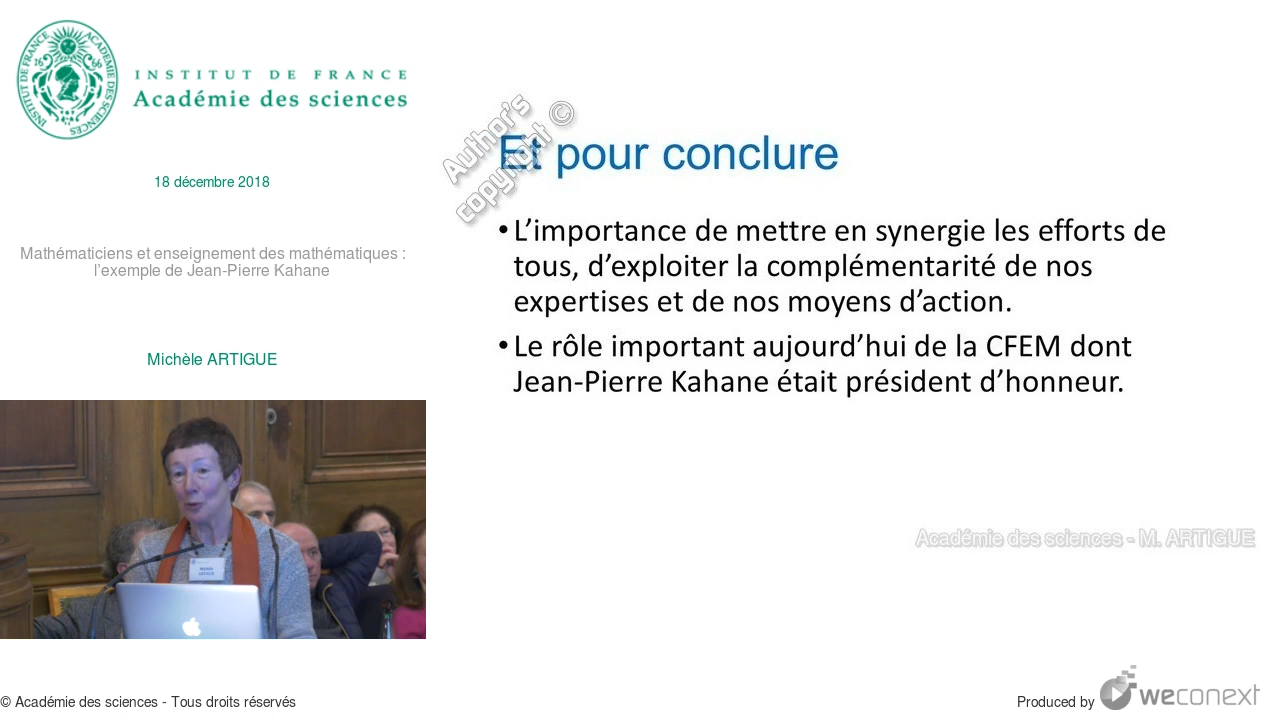 INSTITUT DE FRANCE
Académie des sciences
18 décembre 2018
Mathématiciens et enseignement des mathématiques :
l'exemple de Jean-Pierre Kahane
Michèle ARTIGUE
Author's
copyright ©
Et pour conclure
• L’importance de mettre en synergie les efforts de
tous, d’exploiter la complémentarité de nos
expertises et de nos moyens d’action.
• Le rôle important aujourd’hui de la CFEM dont
Jean-Pierre Kahane était président d’honneur.
Académie des sciences - M. ARTIGUE
© Académie des sciences - Tous droits réservés
Produced by
weconext